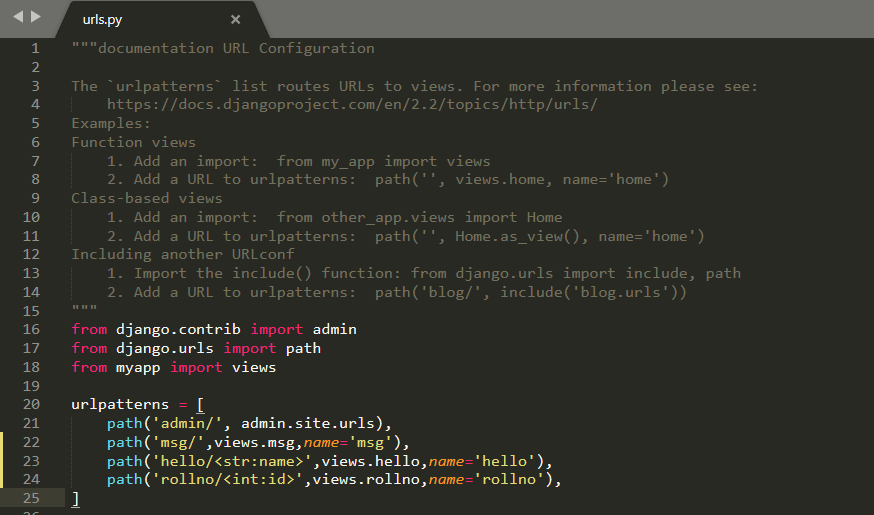 urls.py ×
1 """documentation URL Configuration
2
3 The `urlpatterns` list routes URLs to views. For more information please see:
4     https://docs.djangoproject.com/en/2.2/topics/http/urls/
5 Examples:
6 Function views
7     1. Add an import:  from my_app import views
8     2. Add a URL to urlpatterns:  path('', views.home, name='home')
9 Class-based views
10     1. Add an import:  from other_app.views import Home
11     2. Add a URL to urlpatterns:  path('', Home.as_view(), name='home')
12 Including another URLconf
13     1. Import the include() function: from django.urls import include, path
14     2. Add a URL to urlpatterns:  path('blog/', include('blog.urls'))
15 """
16 from django.contrib import admin
17 from django.urls import path
18 from myapp import views
19
20 urlpatterns = [
21     path('admin/', admin.site.urls),
22     path('msg/',views.msg,name='msg'),
23     path('hello/<str:name>',views.hello,name='hello'),
24     path('rollno/<int:id>',views.rollno,name='rollno'),
25 ]